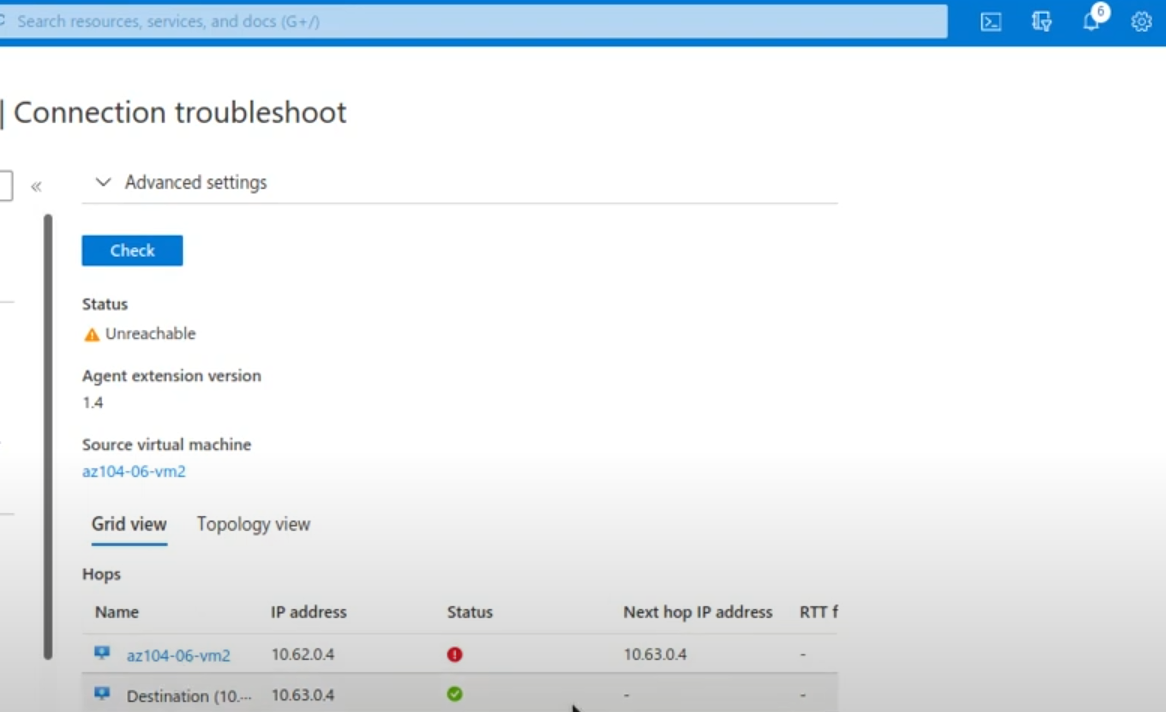 Search resources, services, and docs (G+/)
6
| Connection troubleshoot
«
Advanced settings
Check
Status
Unreachable
Agent extension version
1.4
Source virtual machine
az104-06-vm2
Grid view Topology view
Hops
Name IP address Status Next hop IP address RTT f
az104-06-vm2 10.62.0.4 10.63.0.4 -
Destination (10.··· 10.63.0.4 - -